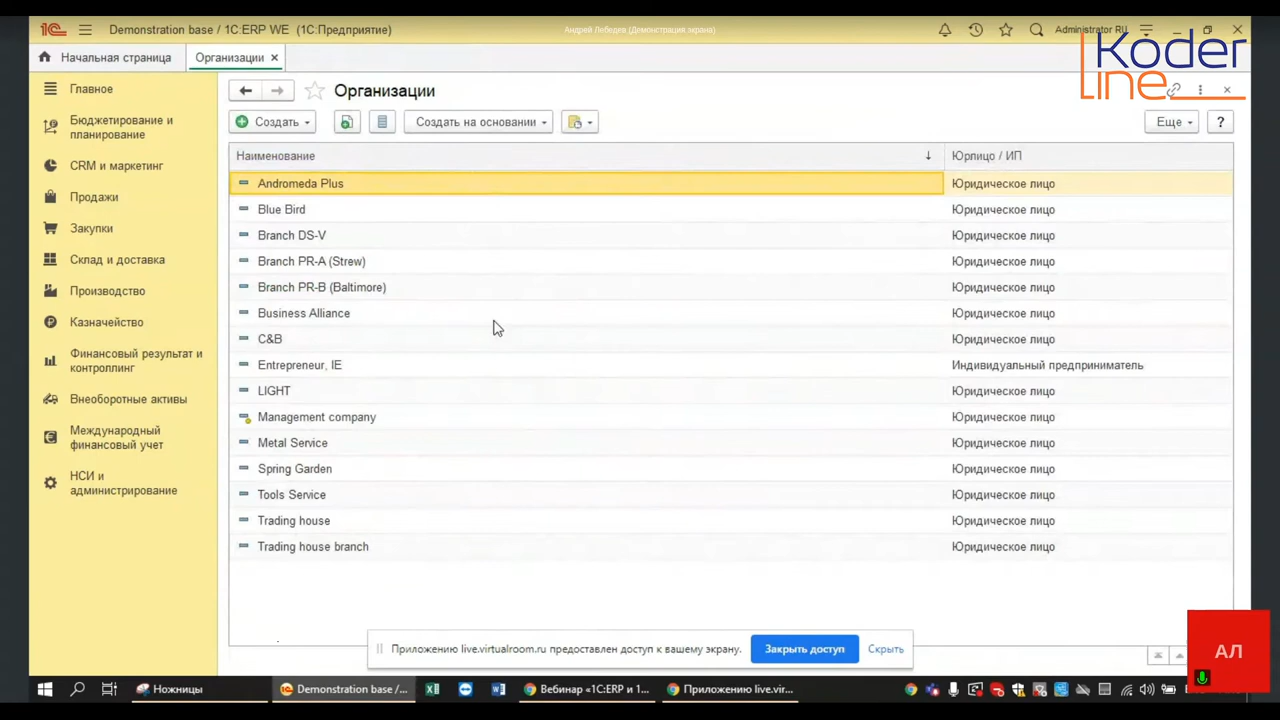 Demonstration base / 1C:ERP WE (1С:Предприятие)
Андрей Лебедев (Демонстрация экрана)
Administrator RU
Koder
line
Начальная страница
Организации
Главное
Бюджетирование и
планирование
CRM и маркетинг
Продажи
Закупки
Склад и доставка
Производство
Казначейство
Финансовый результат и
контроллинг
Внеоборотные активы
Международный
финансовый учет
НСИ и
администрирование
Организации
Создать
Создать на основании
Еще
?
Наименование
Юрлицо / ИП
Andromeda Plus
Юридическое лицо
Blue Bird
Юридическое лицо
Branch DS-V
Юридическое лицо
Branch PR-A (Strew)
Юридическое лицо
Branch PR-B (Baltimore)
Юридическое лицо
Business Alliance
Юридическое лицо
C&B
Юридическое лицо
Entrepreneur, IE
Индивидуальный предприниматель
LIGHT
Юридическое лицо
Management company
Юридическое лицо
Metal Service
Юридическое лицо
Spring Garden
Юридическое лицо
Tools Service
Юридическое лицо
Trading house
Юридическое лицо
Trading house branch
Юридическое лицо
Приложению live.virtualroom.ru предоставлен доступ к вашему экрану.
Закрыть доступ
Скрыть
АЛ
Ножницы
Demonstration base /...
Вебинар «1С:ERP и 1...
Приложению live.vir...